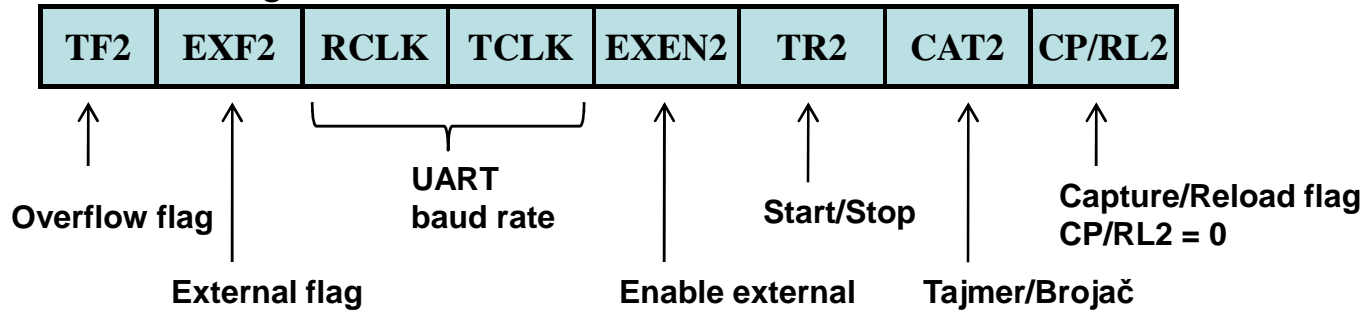 TF2 EXF2 RCLK TCLK EXEN2 TR2 CAT2 CP/RL2
UART
baud rate
Overflow flag
Start/Stop
Capture/Reload flag
CP/RL2 = 0
External flag
Enable external
Tajmer/Brojač